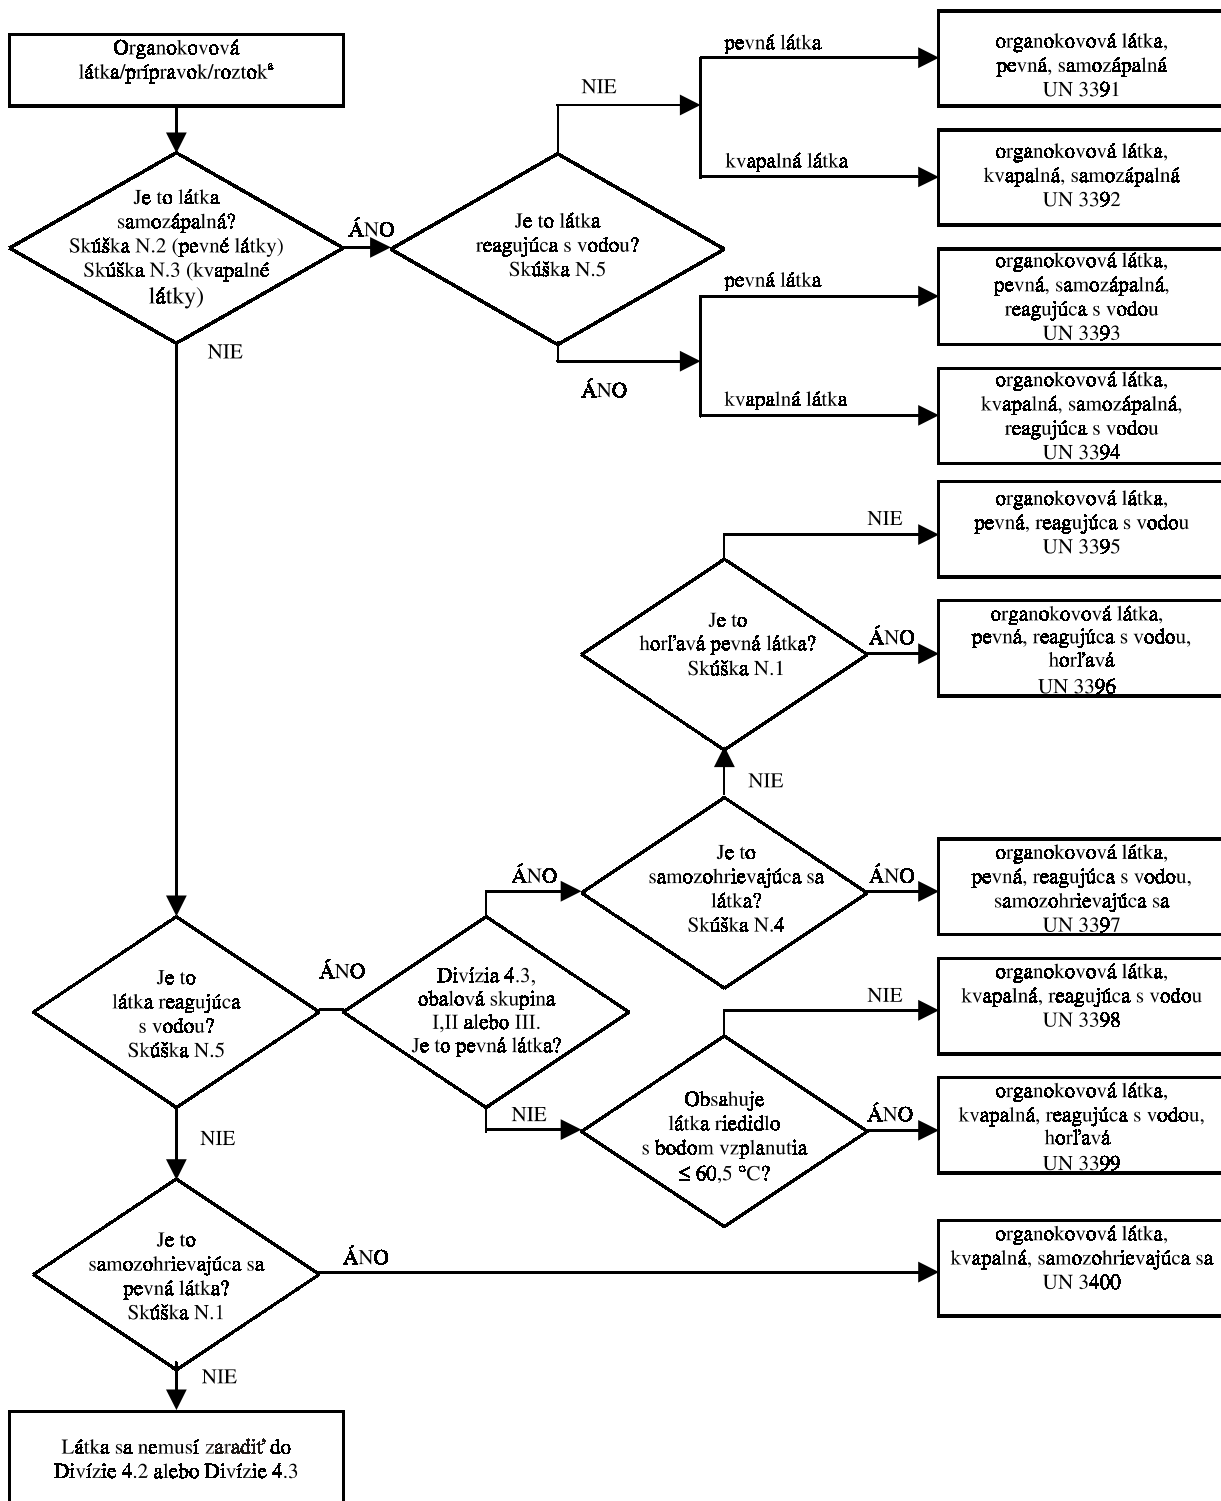 Organokovová
látka/prípravok/roztokª
Je to látka
samozápalná?
Skúška N.2 (pevné látky)
Skúška N.3 (kvapalné
látky)
ÁNO
NIE
Je to látka
reagujúca s vodou?
Skúška N.5
NIE
ÁNO
pevná látka
kvapalná látka
pevná látka
kvapalná látka
organokovová látka,
pevná, samozápalná
UN 3391
organokovová látka,
kvapalná, samozápalná
UN 3392
organokovová látka,
pevná, samozápalná,
reagujúca s vodou
UN 3393
organokovová látka,
kvapalná, samozápalná,
reagujúca s vodou
UN 3394
NIE
organokovová látka,
pevná, reagujúca s vodou
UN 3395
Je to
horľavá pevná látka?
Skúška N.1
ÁNO
organokovová látka,
pevná, reagujúca s vodou,
horľavá
UN 3396
NIE
Je to
samozohrievajúca sa
látka?
Skúška N.4
ÁNO
ÁNO
organokovová látka,
pevná, reagujúca s vodou,
samozohrievajúca sa
UN 3397
Je to
látka reagujúca
s vodou?
Skúška N.5
ÁNO
Divízia 4.3,
obalová skupina
I,II alebo III.
Je to pevná látka?
NIE
organokovová látka,
kvapalná, reagujúca s vodou
UN 3398
NIE
NIE
Obsahuje
látka riedidlo
s bodom vzplanutia
≤ 60,5 °C?
ÁNO
organokovová látka,
kvapalná, reagujúca s vodou,
horľavá
UN 3399
Je to
samozohrievajúca sa
pevná látka?
Skúška N.1
ÁNO
organokovová látka,
kvapalná, samozohrievajúca sa
UN 3400
NIE
Látka sa nemusí zaradiť do
Divízie 4.2 alebo Divízie 4.3